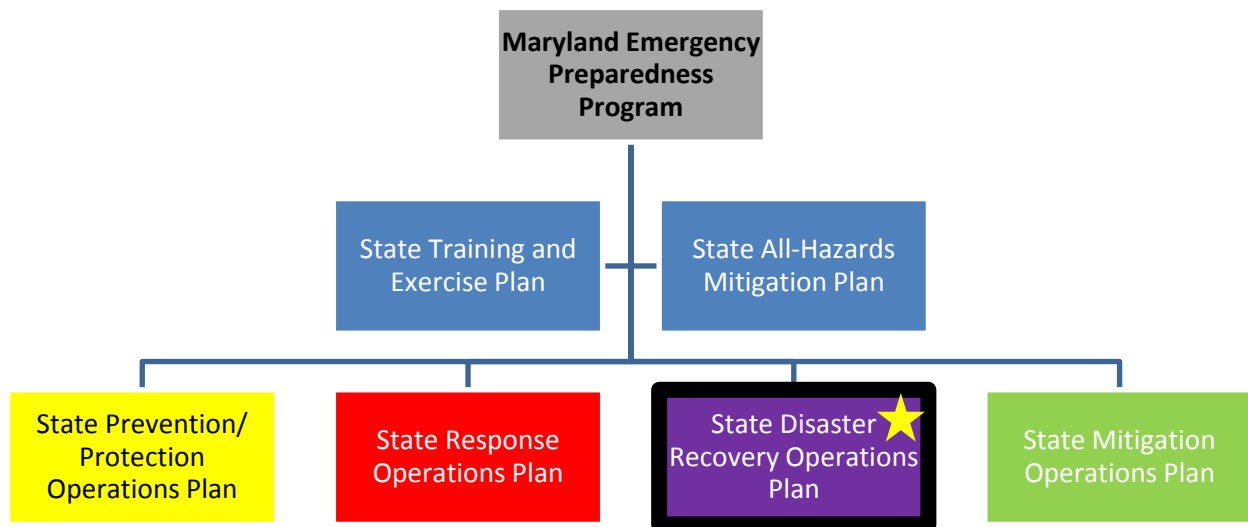 Maryland Emergency
Preparedness
Program
State Training and
Exercise Plan
State All-Hazards
Mitigation Plan
State Prevention/
Protection
Operations Plan
State Response
Operations Plan
State Disaster
Recovery Operations
Plan
State Mitigation
Operations Plan